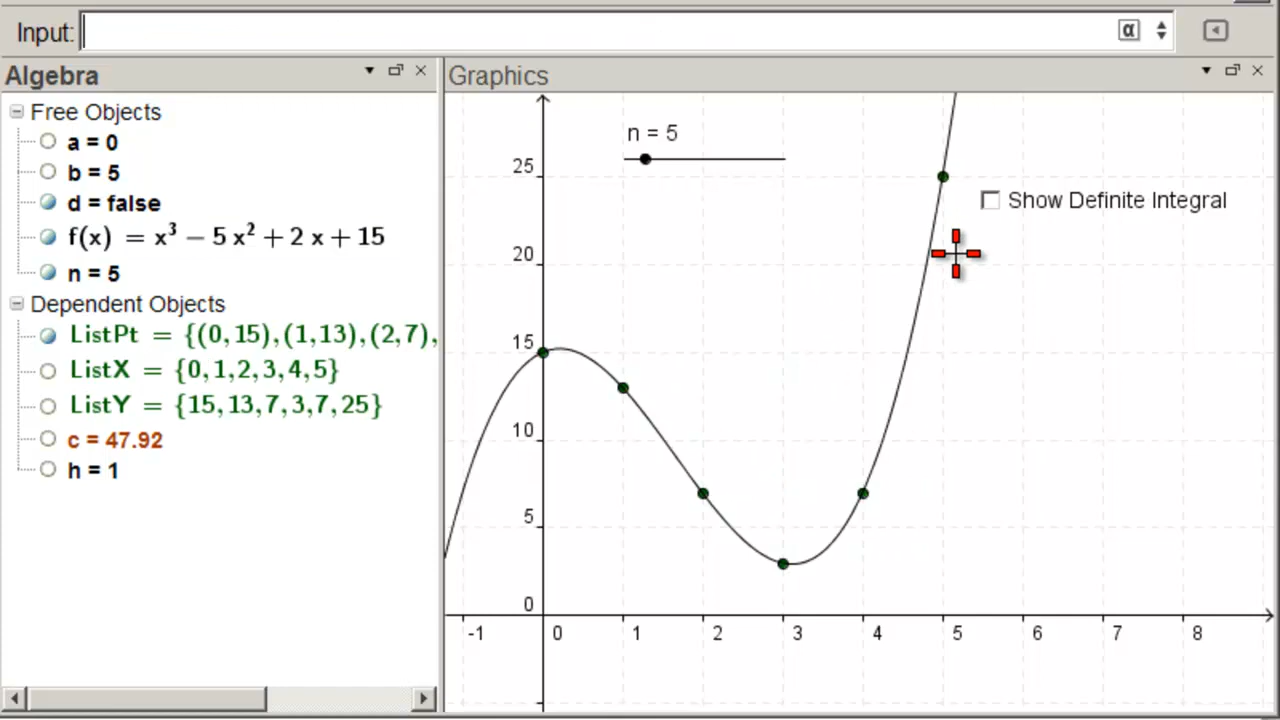 Input:
α
Algebra
Free Objects
a = 0
b = 5
d = false
f(x) = x³ − 5 x² + 2 x + 15
n = 5
Dependent Objects
ListPt = {(0, 15), (1, 13), (2, 7),
ListX = {0, 1, 2, 3, 4, 5}
ListY = {15, 13, 7, 3, 7, 25}
c = 47.92
h = 1
Graphics
n = 5
Show Definite Integral
25
20
15
10
5
0
-1 0 1 2 3 4 5 6 7 8